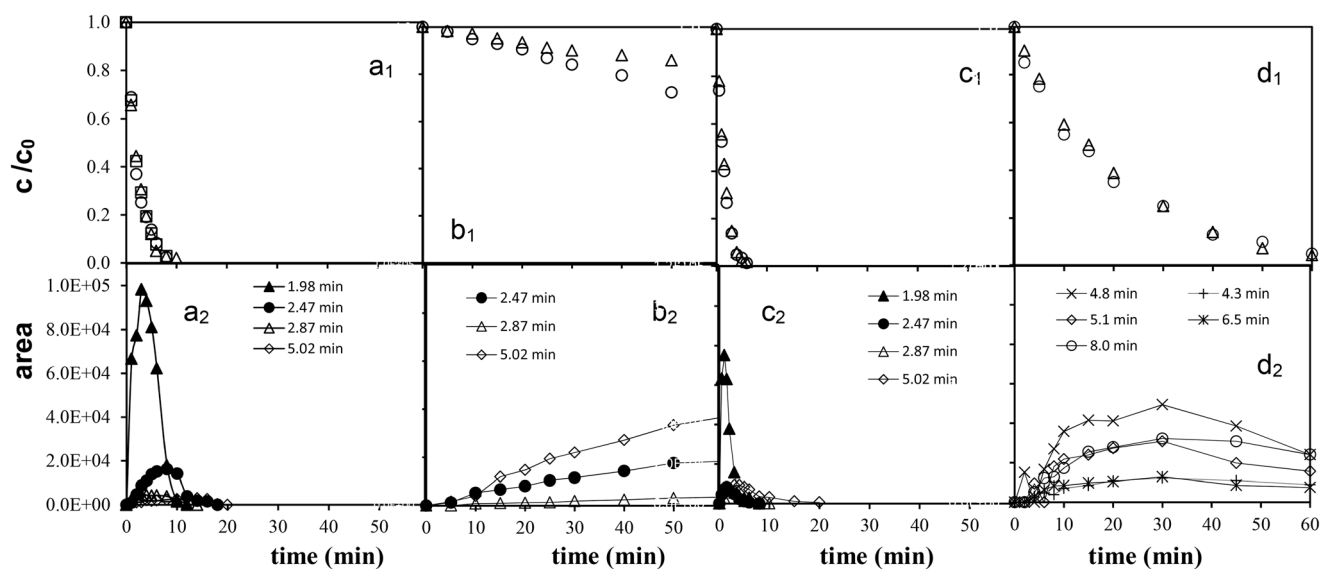 1.0
0.8
0.6
0.4
0.2
0.0
c/c0
a1
b1
c1
d1
1.0E+05
8.0E+04
6.0E+04
4.0E+04
2.0E+04
0.0E+00
area
a2
1.98 min
2.47 min
2.87 min
5.02 min
b2
2.47 min
2.87 min
5.02 min
c2
1.98 min
2.47 min
2.87 min
5.02 min
d2
4.8 min
4.3 min
5.1 min
6.5 min
8.0 min
0 10 20 30 40 50 0 10 20 30 40 50 0 10 20 30 40 50 0 10 20 30 40 50 60
time (min) time (min) time (min) time (min)